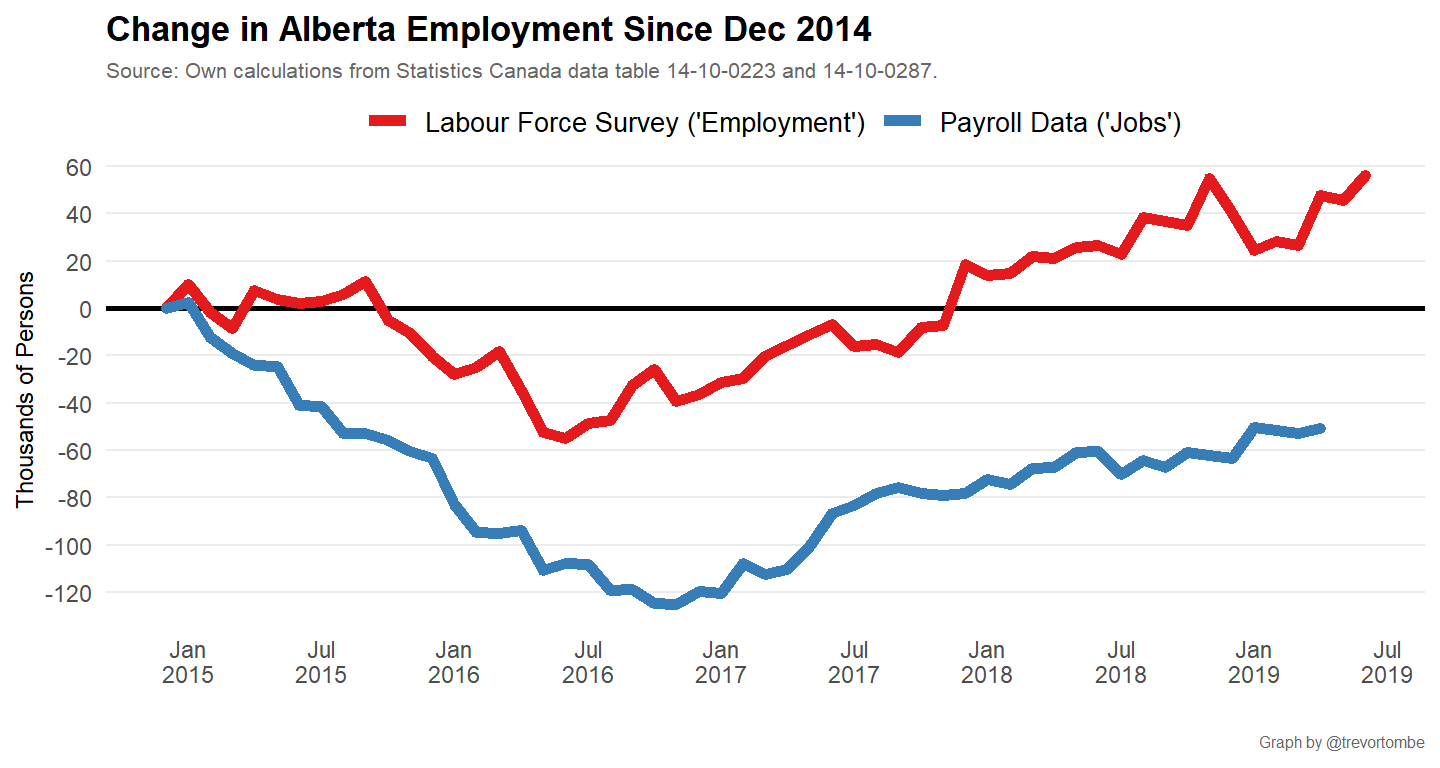 Change in Alberta Employment Since Dec 2014
Source: Own calculations from Statistics Canada data table 14-10-0223 and 14-10-0287.
Labour Force Survey ('Employment') Payroll Data ('Jobs')
Thousands of Persons
60
40
20
0
-20
-40
-60
-80
-100
-120
Jan Jul Jan Jul Jan Jul Jan Jul Jan Jul
2015 2015 2016 2016 2017 2017 2018 2018 2019 2019
Graph by @trevortombe